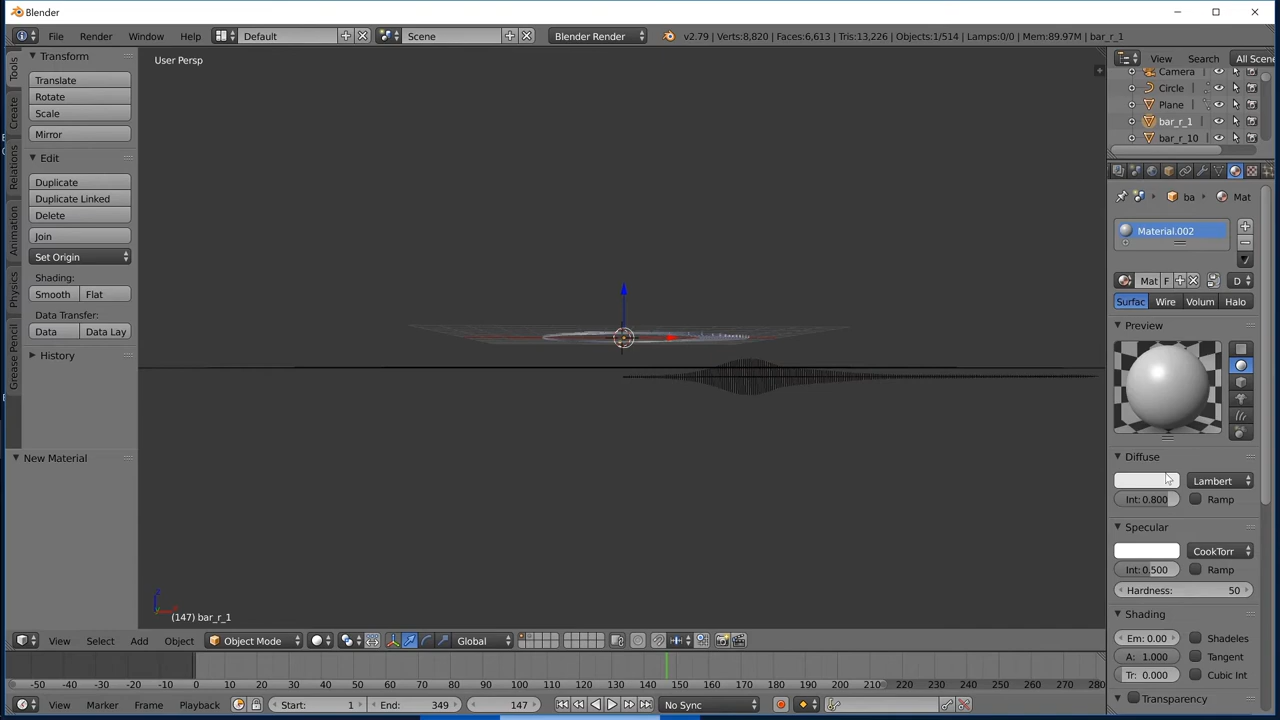 Blender
File Render Window Help Default Scene Blender Render v2.79 | Verts:8,820 | Faces:6,613 | Tris:13,226 | Objects:1/514 | Lamps:0/0 | Mem:89.97M | bar_r_1
Tools
Create
Relations
Animation
Physics
Grease Pencil
Transform
Translate
Rotate
Scale
Mirror
Edit
Duplicate
Duplicate Linked
Delete
Join
Set Origin
Shading:
Smooth Flat
Data Transfer:
Data Data Lay
History
New Material
User Persp
(147) bar_r_1
View Select Add Object Object Mode Global
-50 -40 -30 -20 -10 0 10 20 30 40 50 60 70 80 90 100 110 120 130 140 150 160 170 180 190 200 210 220 230 240 250 260 270 280
View Marker Frame Playback Start: 1 End: 349 147 No Sync
View Search All Scene
Camera
Circle
Plane
bar_r_1
bar_r_10
ba Mat
Material.002
Mat F D
Surfac Wire Volum Halo
Preview
Diffuse
Lambert
Int: 0.800 Ramp
Specular
CookTorr
Int: 0.500 Ramp
Hardness: 50
Shading
Em: 0.00 Shadeles
A: 1.000 Tangent
Tr: 0.000 Cubic Int
Transparency